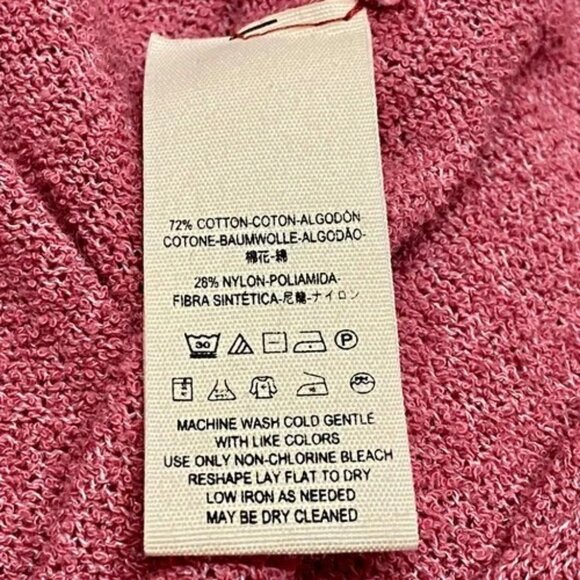 72% COTTON-COTON-ALGODÓN-
COTONE-BAUMWOLLE-ALGODÃO-
棉花-綿
28% NYLON-POLIAMIDA-
FIBRA SINTÉTICA-尼龍-ナイロン
30 P
MACHINE WASH COLD GENTLE
WITH LIKE COLORS
USE ONLY NON-CHLORINE BLEACH
RESHAPE LAY FLAT TO DRY
LOW IRON AS NEEDED
MAY BE DRY CLEANED